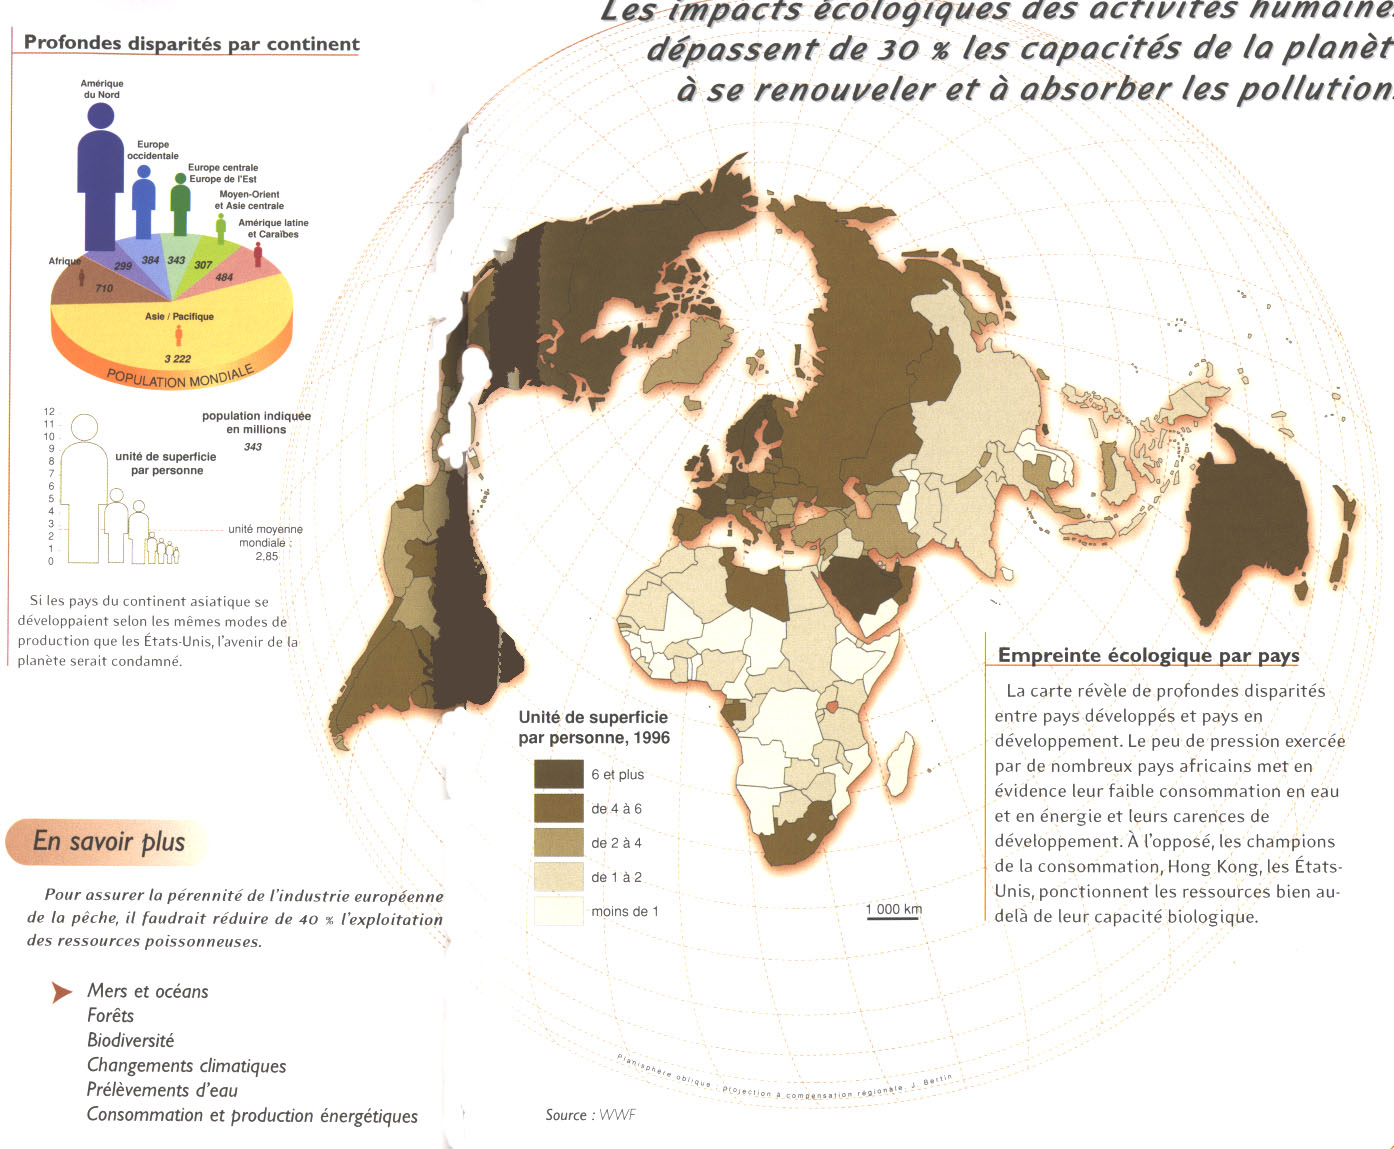 Les impacts écologiques des activités humaine
dépassent de 30 % les capacités de la planèt
à se renouveler et à absorber les pollution
Profondes disparités par continent
Amérique
du Nord
Europe
occidentale
Europe centrale
Europe de l'Est
Moyen-Orient
et Asie centrale
Amérique latine
et Caraïbes
Afrique
299
384
343
307
484
710
Asie / Pacifique
3 222
POPULATION MONDIALE
12
11
10
9
8
7
6
5
4
3
2
1
0
population indiquée
en millions
343
unité de superficie
par personne
unité moyenne
mondiale :
2,85
Si les pays du continent asiatique se
développaient selon les mêmes modes de
production que les États-Unis, l'avenir de la
planète serait condamné.
Empreinte écologique par pays
La carte révèle de profondes disparités
entre pays développés et pays en
développement. Le peu de pression exercée
par de nombreux pays africains met en
évidence leur faible consommation en eau
et en énergie et leurs carences de
développement. À l'opposé, les champions
de la consommation, Hong Kong, les États-
Unis, ponctionnent les ressources bien au-
delà de leur capacité biologique.
Unité de superficie
par personne, 1996
6 et plus
de 4 à 6
de 2 à 4
de 1 à 2
moins de 1
1 000 km
En savoir plus
Pour assurer la pérennité de l'industrie européenne
de la pêche, il faudrait réduire de 40 % l'exploitation
des ressources poissonneuses.
Mers et océans
Forêts
Biodiversité
Changements climatiques
Prélèvements d'eau
Consommation et production énergétiques
Planisphère oblique : projection à compensation régionale, J. Bertin
Source : WWF